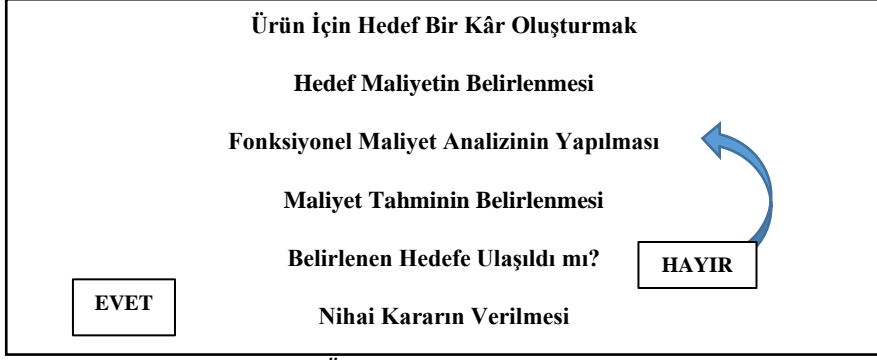 Ürün İçin Hedef Bir Kâr Oluşturmak
Hedef Maliyetin Belirlenmesi
Fonksiyonel Maliyet Analizinin Yapılması
Maliyet Tahminin Belirlenmesi
Belirlenen Hedefe Ulaşıldı mı?
HAYIR
EVET
Nihai Kararın Verilmesi